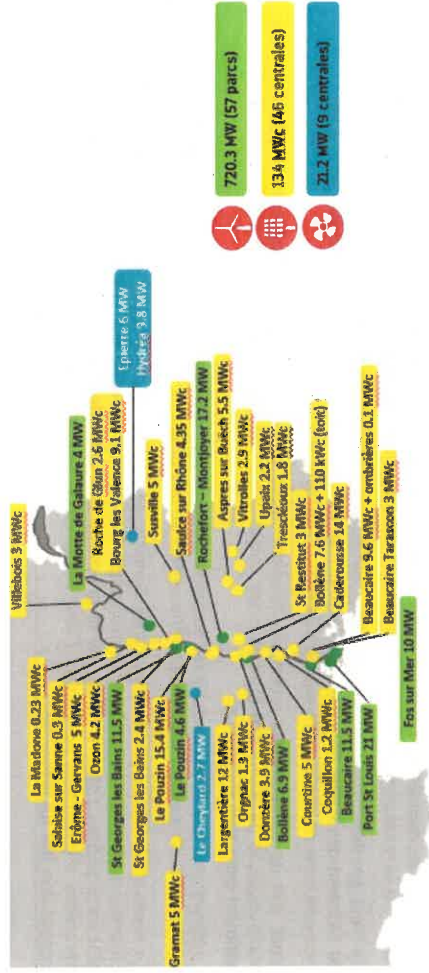 Villebois 3 MWc
La Motte de Galaure 4 MW
Roche de Glun 2.6 MWc
Bourg les Valence 9.1 MWc
Epierre 6 MW
Hydréa 9.8 MW
Susville 5 MWc
Saulce sur Rhône 4.35 MWc
Rochefort – Montjoyer 17.2 MW
Aspres sur Buëch 5.5 MWc
Vitrolles 2.9 MWc
Upaix 2.2 MWc
Trescléoux 1.8 MWc
St Restitut 3 MWc
Bollène 7.6 MWc + 110 kWc (toit)
Caderousse 14 MWc
Beaucaire 9.6 MWc + ombrières 0.1 MWc
Beaucaire Tarascon 3 MWc
Fos sur Mer 10 MW
La Madone 0.23 MWc
Salaise sur Sanne 0.3 MWc
Erôme - Gervans 5 MWc
Ozon 4.2 MWc
St Georges les Bains 11.5 MW
St Georges les Bains 2.4 MWc
Le Pouzin 15.4 MWc
Le Pouzin 4.6 MW
Le Cheylard 2.7 MW
Gramat 5 MWc
Largentière 12 MWc
Orgnac 1.3 MWc
Donzère 3.9 MWc
Bollène 6.9 MW
Courtine 5 MWc
Coquillon 1.2 MWc
Beaucaire 11.5 MW
Port St Louis 21 MW
720.3 MW (57 parcs)
134 MWc (46 centrales)
21.2 MW (9 centrales)